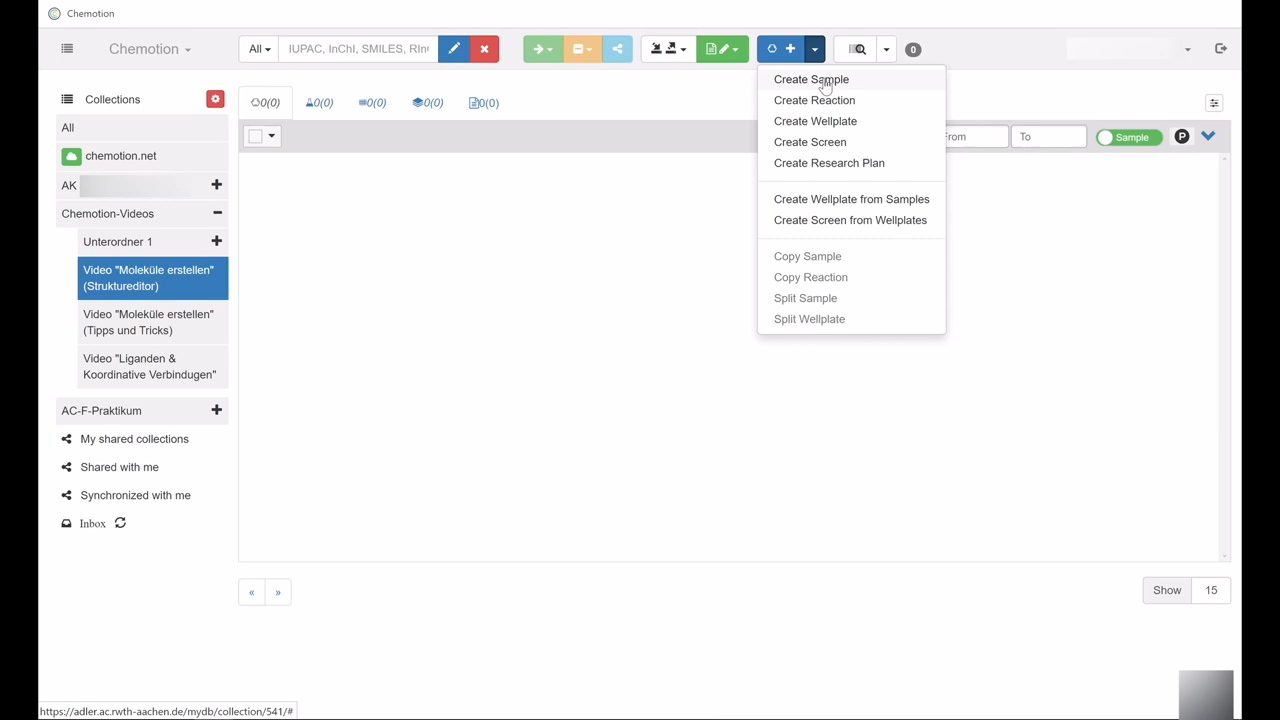 Chemotion
Chemotion
All
IUPAC, InChI, SMILES, RIn
0
Collections
All
chemotion.net
AK
Chemotion-Videos
Unterordner 1
Video "Moleküle erstellen"
(Struktureditor)
Video "Moleküle erstellen"
(Tipps und Tricks)
Video "Liganden &
Koordinative Verbindugen"
AC-F-Praktikum
My shared collections
Shared with me
Synchronized with me
Inbox
0(0)
0(0)
0(0)
0(0)
0(0)
From
To
Sample
P
Create Sample
Create Reaction
Create Wellplate
Create Screen
Create Research Plan
Create Wellplate from Samples
Create Screen from Wellplates
Copy Sample
Copy Reaction
Split Sample
Split Wellplate
«
»
Show
15
https://adler.ac.rwth-aachen.de/mydb/collection/541/#